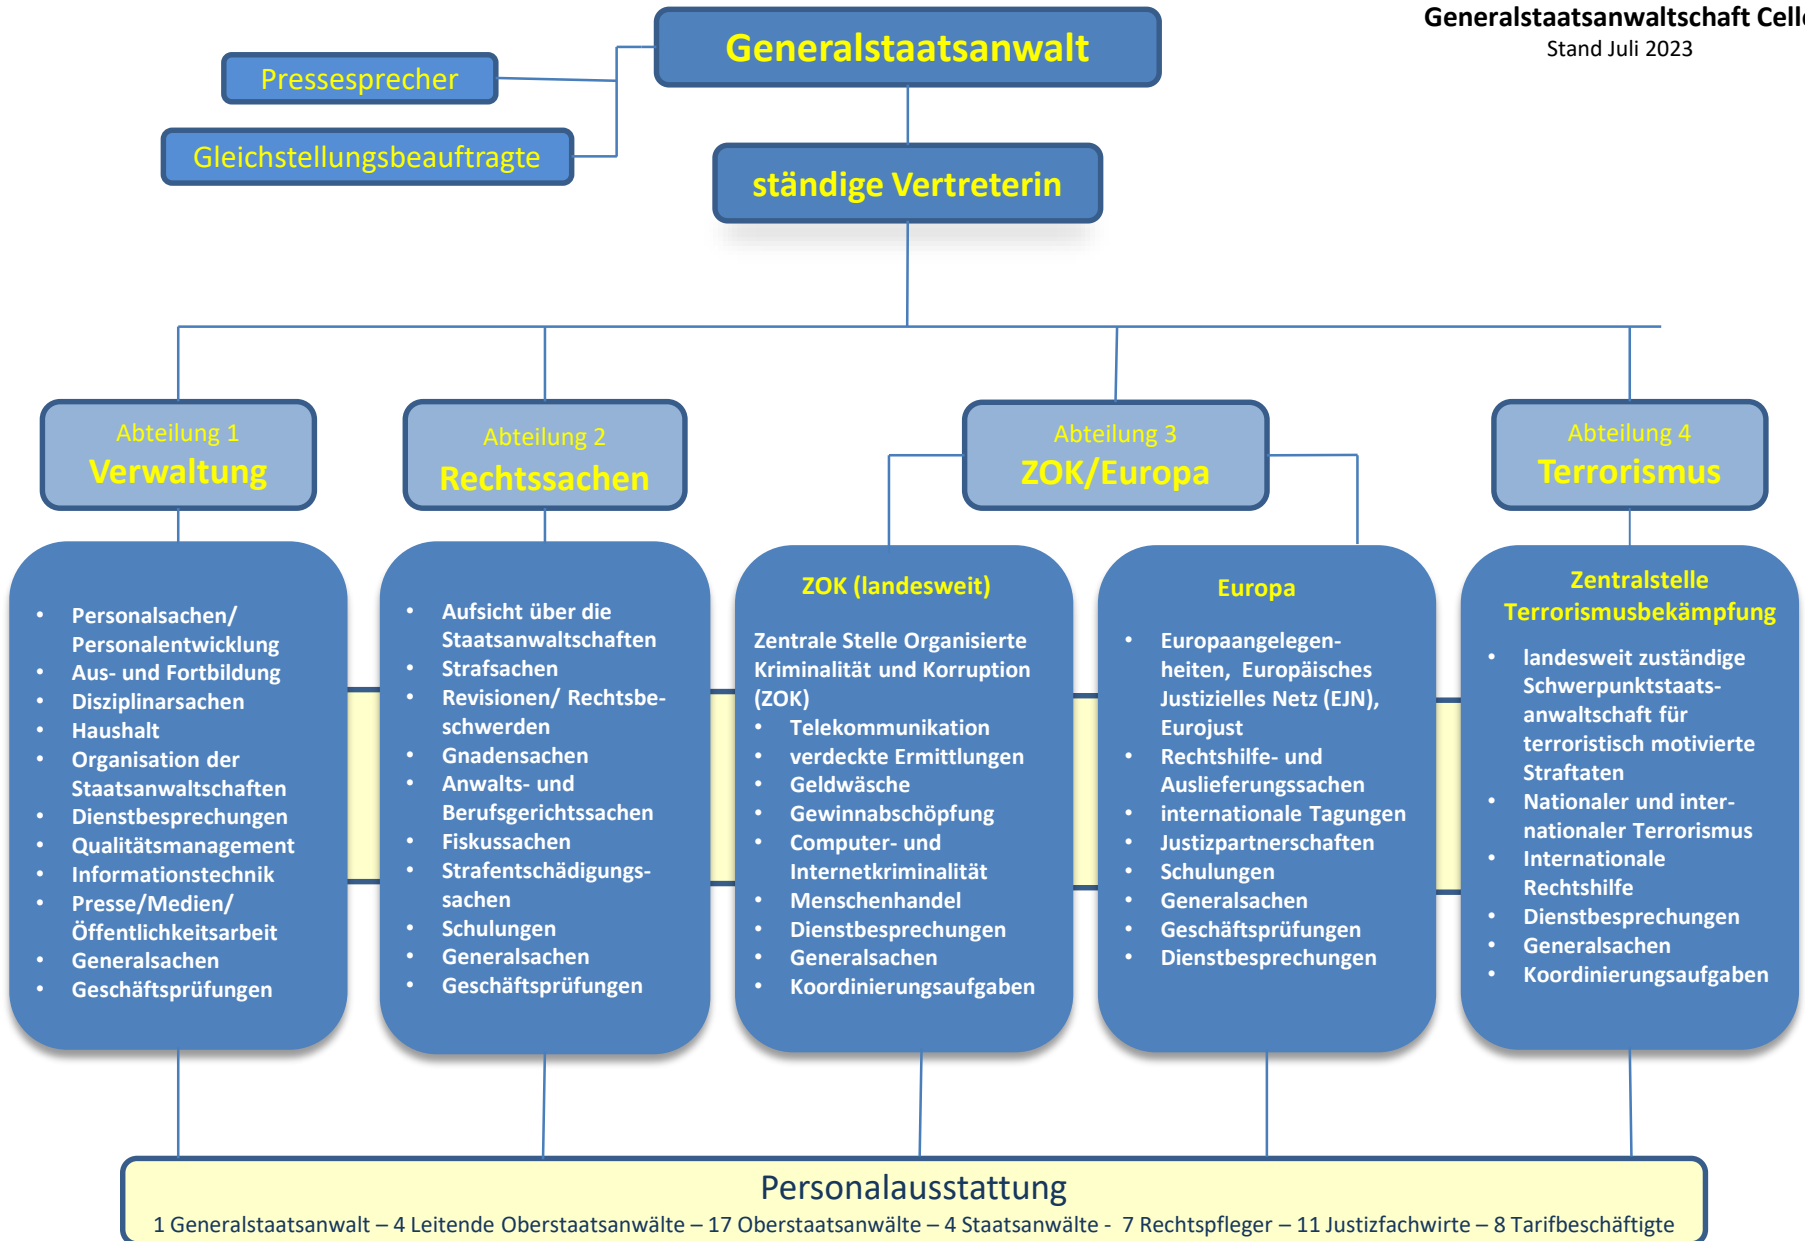 Generalstaatsanwaltschaft Celle
Stand Juli 2023
Generalstaatsanwalt
Pressesprecher
Gleichstellungsbeauftragte
ständige Vertreterin
Abteilung 1
Verwaltung
Abteilung 2
Rechtssachen
Abteilung 3
ZOK/Europa
Abteilung 4
Terrorismus
• Personalsachen/
Personalentwicklung
• Aus- und Fortbildung
• Disziplinarsachen
• Haushalt
• Organisation der
Staatsanwaltschaften
• Dienstbesprechungen
• Qualitätsmanagement
• Informationstechnik
• Presse/Medien/
Öffentlichkeitsarbeit
• Generalsachen
• Geschäftsprüfungen
• Aufsicht über die
Staatsanwaltschaften
• Strafsachen
• Revisionen/ Rechtsbe-
schwerden
• Gnadensachen
• Anwalts- und
Berufsgerichtssachen
• Fiskussachen
• Strafentschädigungs-
sachen
• Schulungen
• Generalsachen
• Geschäftsprüfungen
ZOK (landesweit)
Zentrale Stelle Organisierte
Kriminalität und Korruption
(ZOK)
• Telekommunikation
• verdeckte Ermittlungen
• Geldwäsche
• Gewinnabschöpfung
• Computer- und
Internetkriminalität
• Menschenhandel
• Dienstbesprechungen
• Generalsachen
• Koordinierungsaufgaben
Europa
• Europaangelegen-
heiten, Europäisches
Justizielles Netz (EJN),
Eurojust
• Rechtshilfe- und
Auslieferungssachen
• internationale Tagungen
• Justizpartnerschaften
• Schulungen
• Generalsachen
• Geschäftsprüfungen
• Dienstbesprechungen
Zentralstelle
Terrorismusbekämpfung
• landesweit zuständige
Schwerpunktstaats-
anwaltschaft für
terroristisch motivierte
Straftaten
• Nationaler und inter-
nationaler Terrorismus
• Internationale
Rechtshilfe
• Dienstbesprechungen
• Generalsachen
• Koordinierungsaufgaben
Personalausstattung
1 Generalstaatsanwalt – 4 Leitende Oberstaatsanwälte – 17 Oberstaatsanwälte – 4 Staatsanwälte - 7 Rechtspfleger – 11 Justizfachwirte – 8 Tarifbeschäftigte